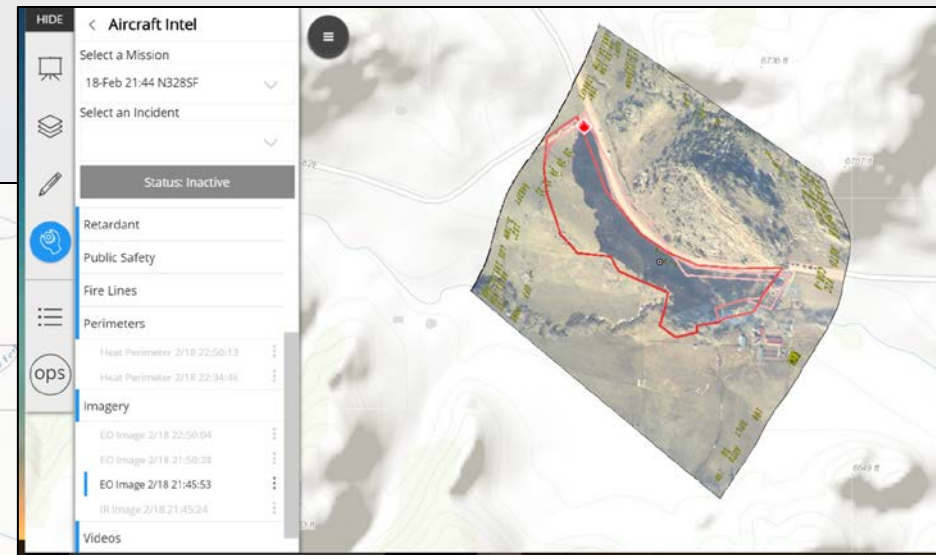 HIDE
Aircraft Intel
Select a Mission
18-Feb 21:44 N328SF
Select an Incident
Status: Inactive
Retardant
Public Safety
Fire Lines
Perimeters
Heat Perimeter 2/18 22:50:13
Heat Perimeter 2/18 22:34:46
Imagery
EO Image 2/18 22:50:04
EO Image 2/18 21:50:28
EO Image 2/18 21:45:53
IR Image 2/18 21:45:24
Videos
ops
6736 ft
6757 ft
6649 ft